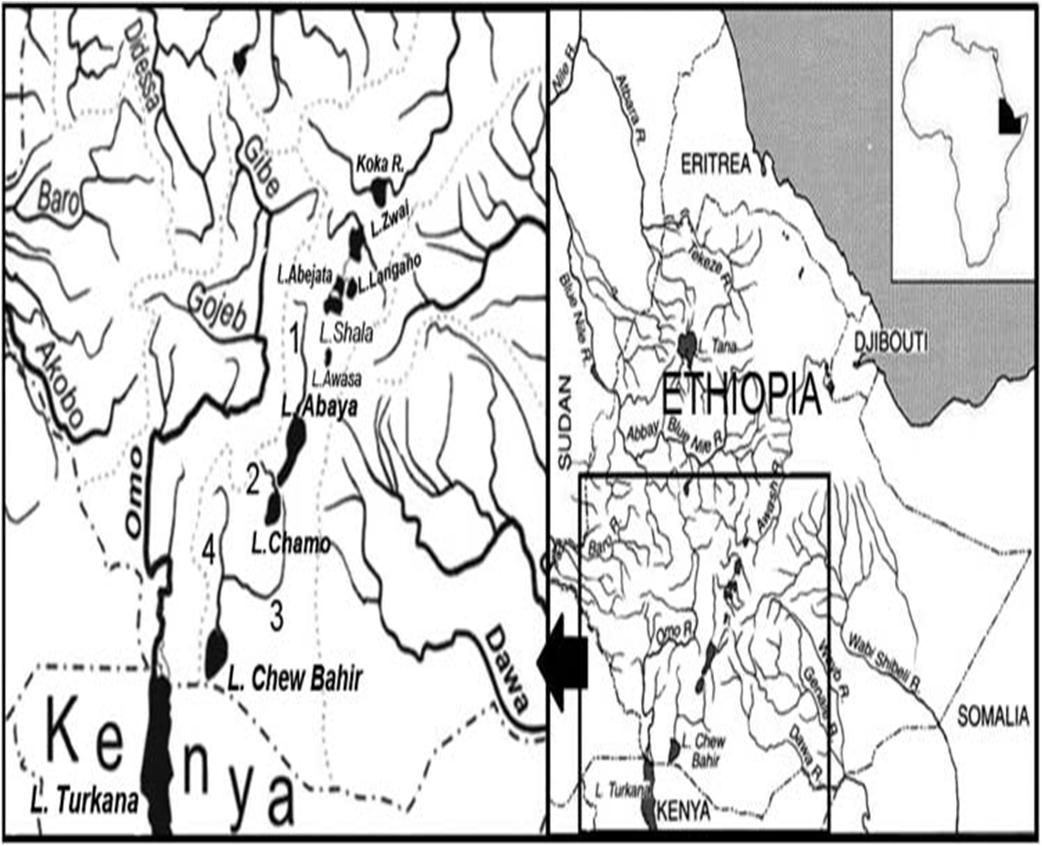 Didessa
Gibe
Koka R.
Baro
L.Zwai
L.Abejata
L.Langaho
Gojeb
1
L.Shala
Akobo
L.Awasa
L.Abaya
Omo
2
L.Chamo
4
3
L. Chew Bahir
Dawa
Kenya
L. Turkana
Nile R.
Atbara R.
ERITREA
Tekeze R.
Blue Nile R.
L. Tana
DJIBOUTI
ETHIOPIA
SUDAN
Abbay
Blue Nile R.
Awash R.
Baro R.
Omo R.
Wabi Shibeli R.
Genale R.
Dawa R.
SOMALIA
L. Chew
Bahir
L. Turkana
KENYA